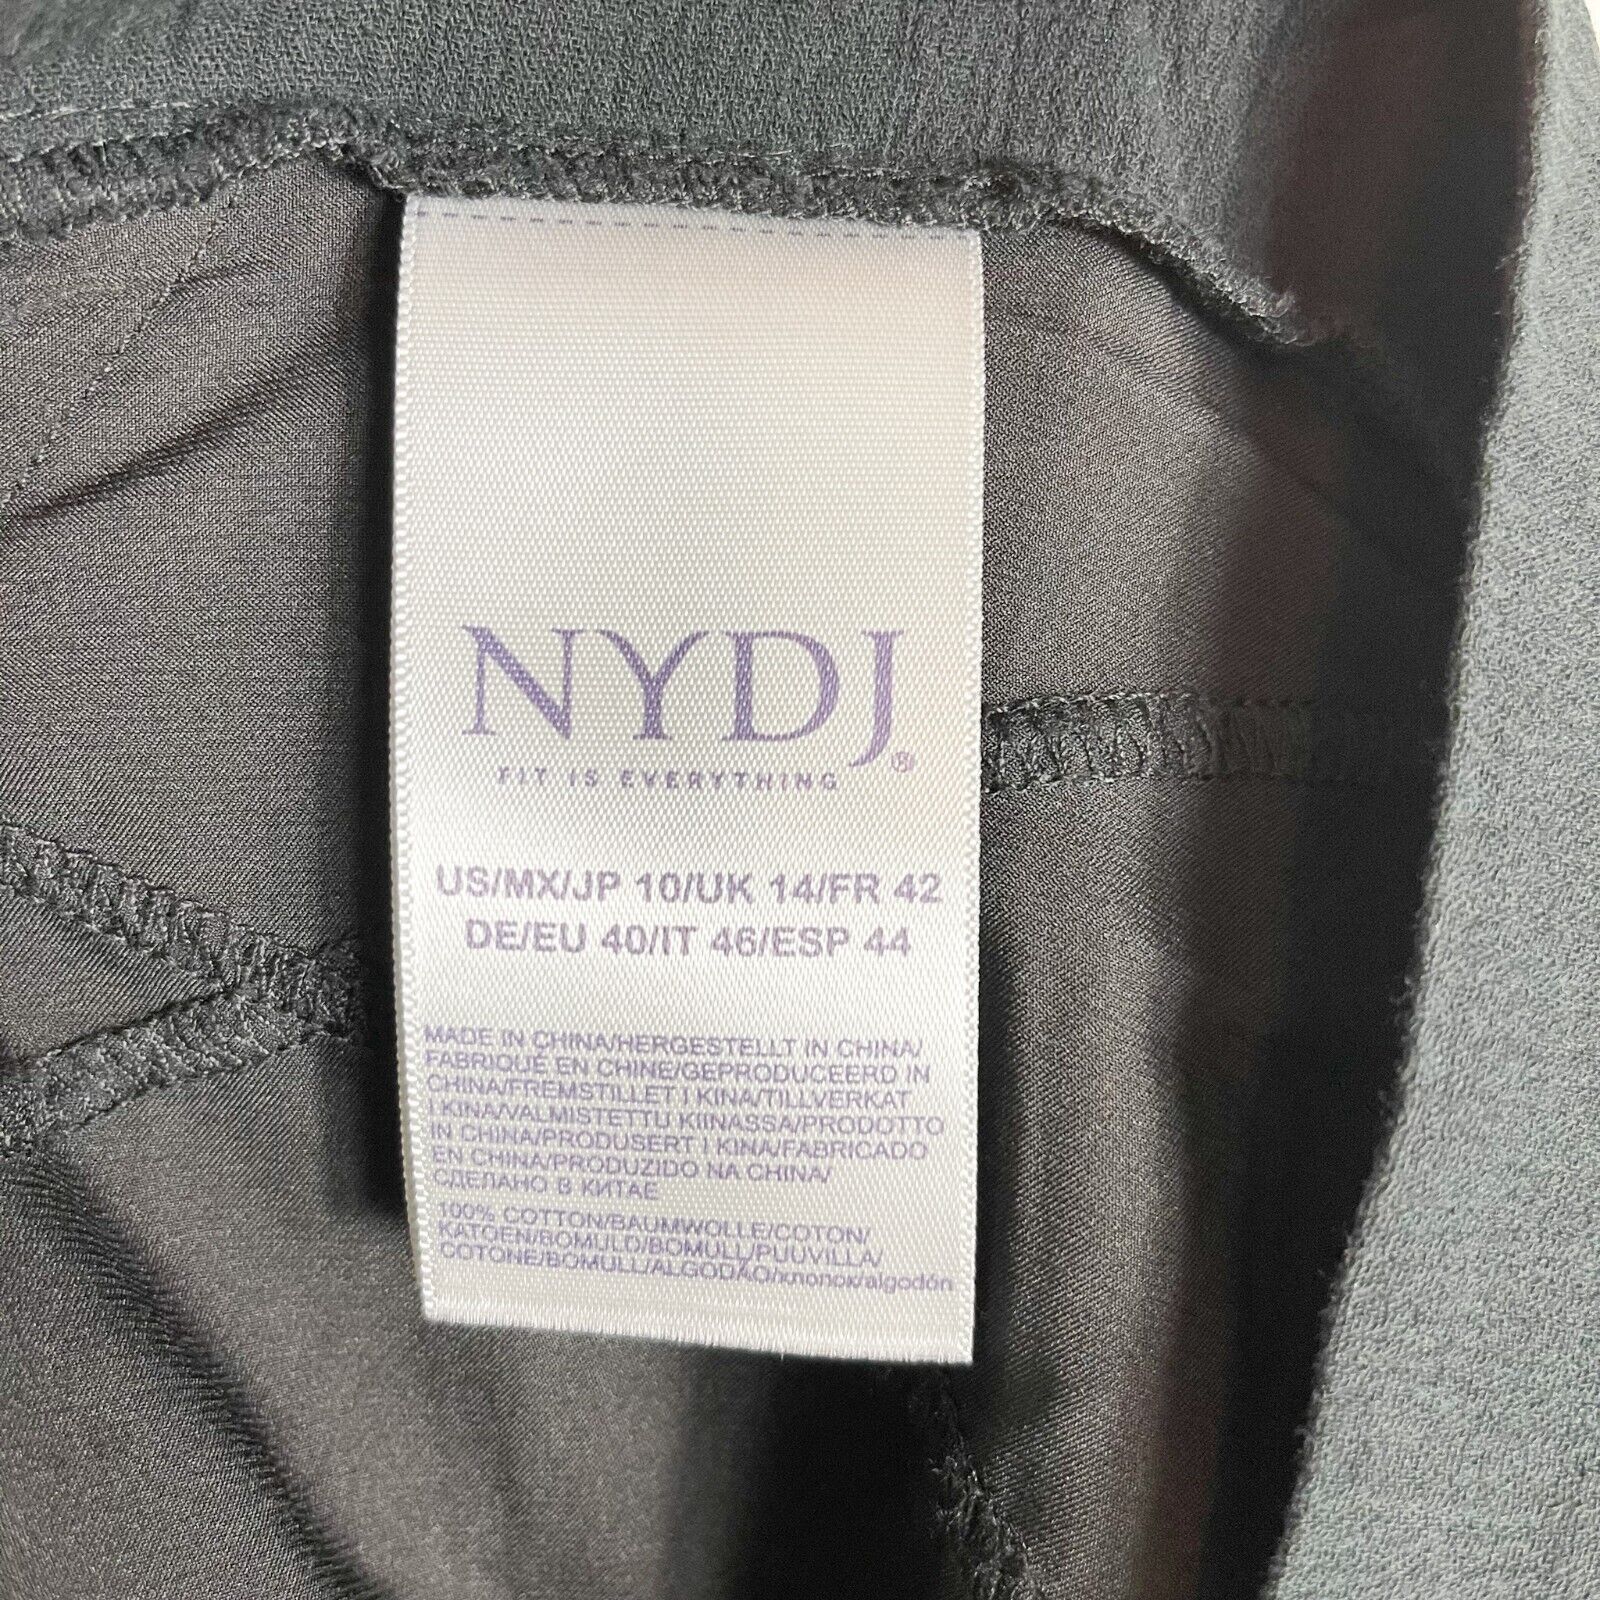 NYDJ®
FIT IS EVERYTHING
US/MX/JP 10/UK 14/FR 42
DE/EU 40/IT 46/ESP 44
MADE IN CHINA/HERGESTELLT IN CHINA/
FABRIQUÉ EN CHINE/GEPRODUCEERD IN
CHINA/FREMSTILLET I KINA/TILLVERKAT
I KINA/VALMISTETTU KIINASSA/PRODOTTO
IN CHINA/PRODUSERT I KINA/FABRICADO
EN CHINA/PRODUZIDO NA CHINA/
СДЕЛАНО В КИТАЕ
100% COTTON/BAUMWOLLE/COTON/
KATOEN/BOMULD/BOMULL/PUUVILLA/
COTONE/BOMULL/ALGODÃO/хлопок/algodón